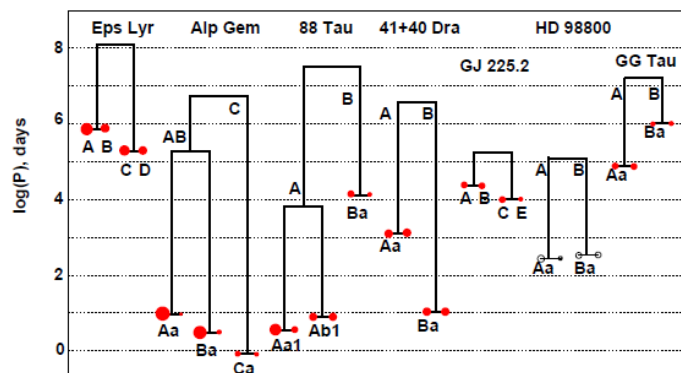 Eps Lyr Alp Gem 88 Tau 41+40 Dra HD 98800
GJ 225.2 GG Tau
log(P), days
8
6
4
2
0
A B
C D
AB
C
Aa
Ba
Ca
A
B
Aa1
Ab1
Ba
A B
Aa
Ba
A B
C E
A B
Aa
Ba
A B
Aa
Ba